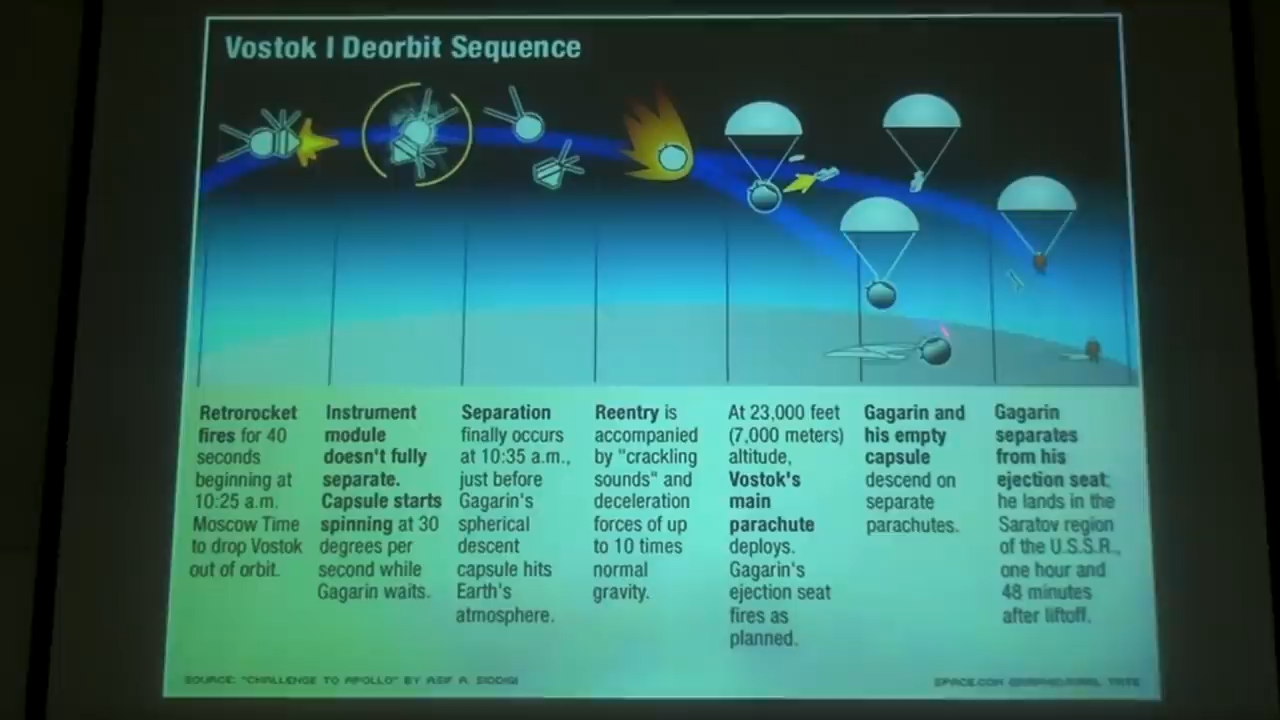 Vostok I Deorbit Sequence
Retrorocket
fires for 40
seconds
beginning at
10:25 a.m.
Moscow Time
to drop Vostok
out of orbit.
Instrument
module
doesn't fully
separate.
Capsule starts
spinning at 30
degrees per
second while
Gagarin waits.
Separation
finally occurs
at 10:35 a.m.,
just before
Gagarin's
spherical
descent
capsule hits
Earth's
atmosphere.
Reentry is
accompanied
by "crackling
sounds" and
deceleration
forces of up
to 10 times
normal
gravity.
At 23,000 feet
(7,000 meters)
altitude,
Vostok's
main
parachute
deploys.
Gagarin's
ejection seat
fires as
planned.
Gagarin and
his empty
capsule
descend on
separate
parachutes.
Gagarin
separates
from his
ejection seat;
he lands in the
Saratov region
of the U.S.S.R.,
one hour and
48 minutes
after liftoff.
SOURCE: "CHALLENGE TO APOLLO" BY ASIF A. SIDDIQI
SPACE.COM